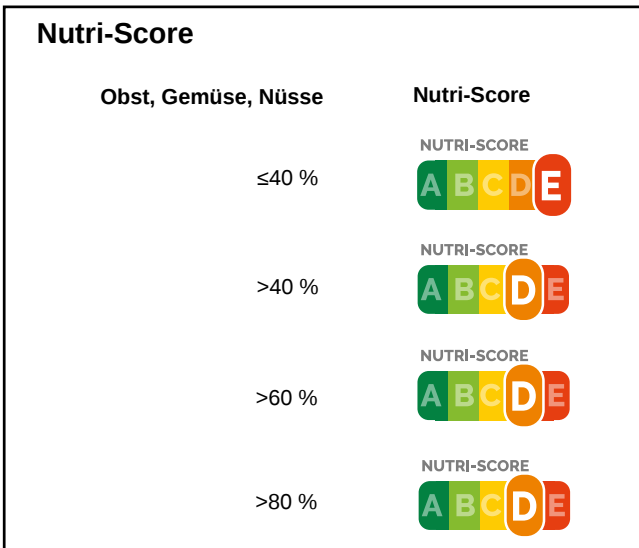 Nutri-Score
Obst, Gemüse, Nüsse Nutri-Score
NUTRI-SCORE
≤40 % A B C D E
NUTRI-SCORE
>40 % A B C D E
NUTRI-SCORE
>60 % A B C D E
NUTRI-SCORE
>80 % A B C D E